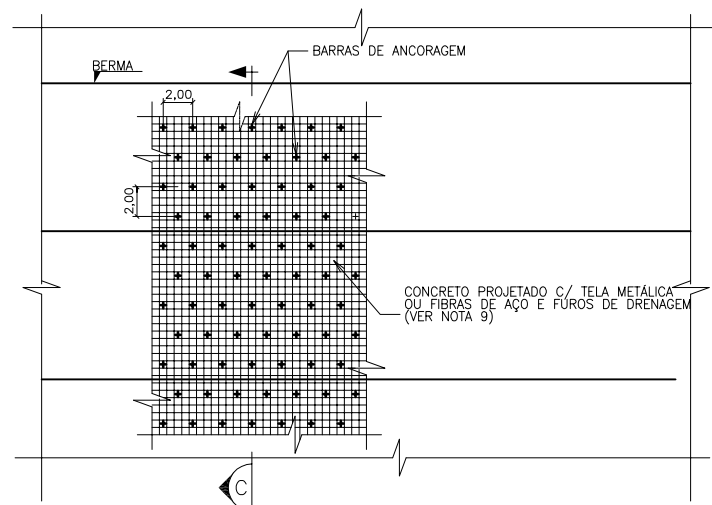 BARRAS DE ANCORAGEM
BERMA
2,00
2,00
CONCRETO PROJETADO C/ TELA METÁLICA
OU FIBRAS DE AÇO E FUROS DE DRENAGEM
(VER NOTA 9)
C